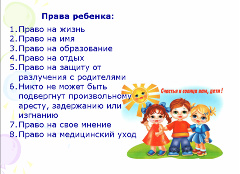 Права ребенка:
1.Право на жизнь
2.Право на имя
3.Право на образование
4.Право на отдых
5.Право на защиту от
разлучения с родителями
6.Никто не может быть
подвергнут произвольному
аресту, задержанию или
изгнанию
7.Право на свое мнение
8.Право на медицинский уход
Счастья и солнца вам, дети!